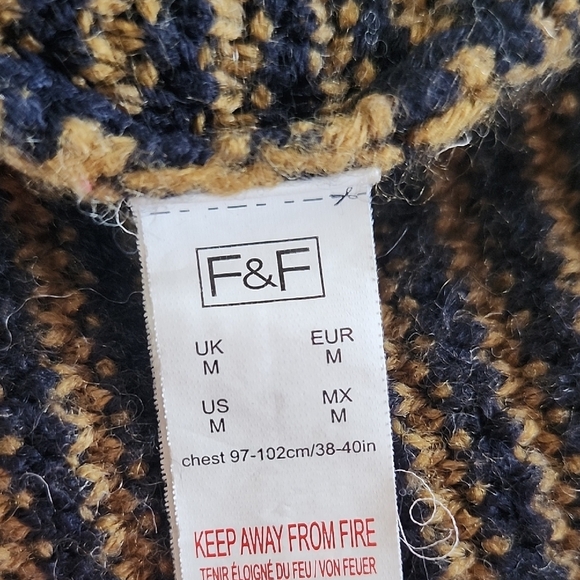 F&F
UK EUR
M M
US MX
M M
chest 97-102cm/38-40in
KEEP AWAY FROM FIRE
TENIR ÉLOIGNÉ DU FEU / VON FEUER